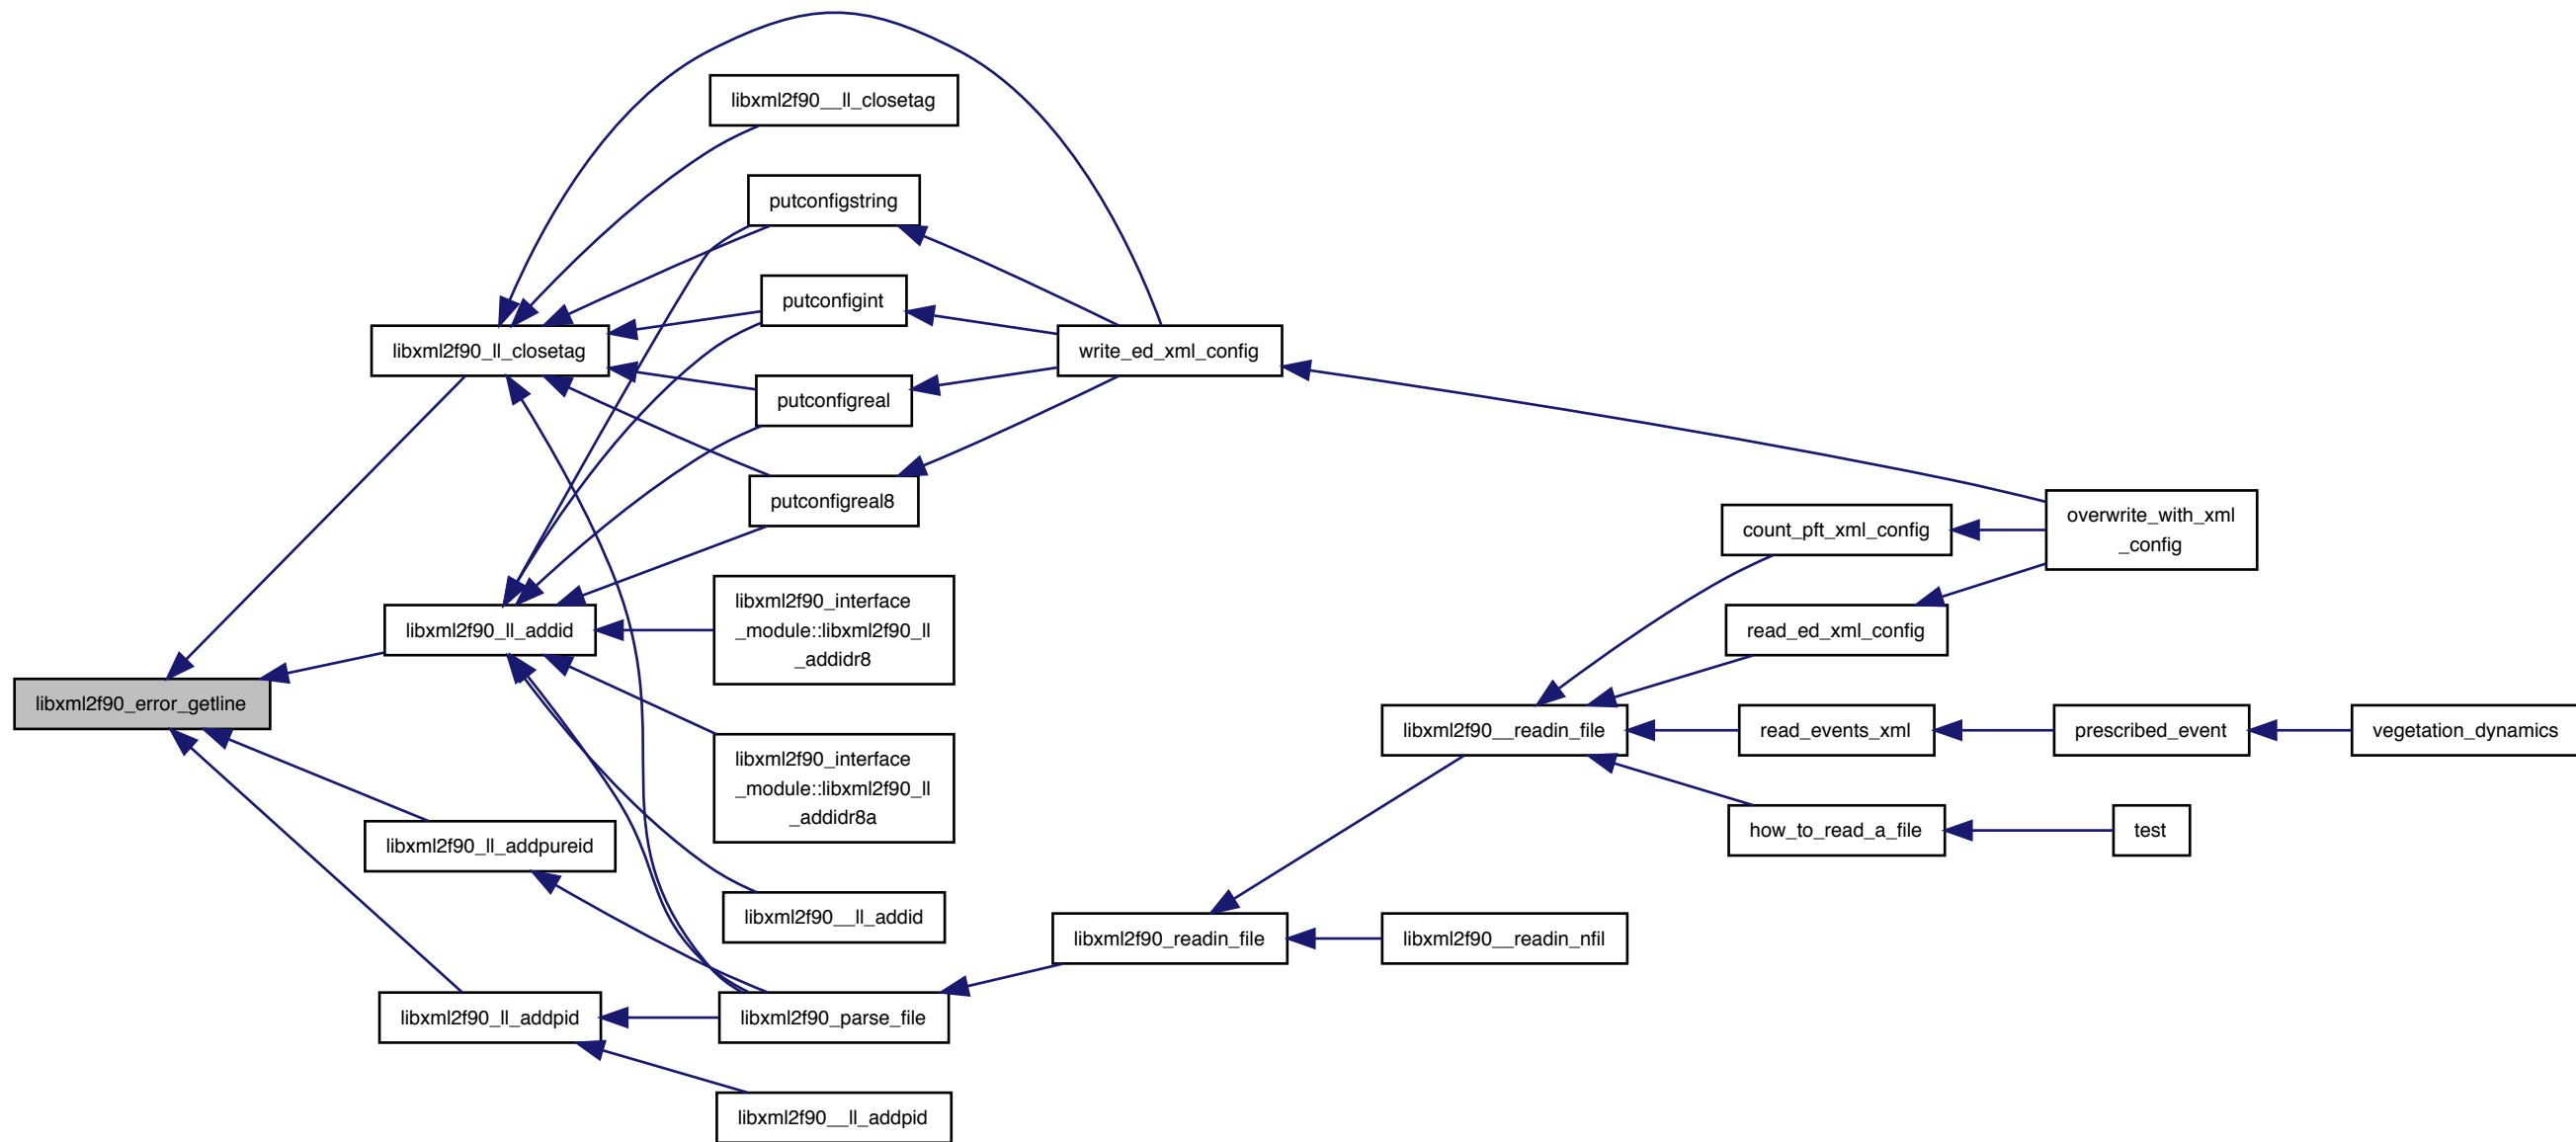 libxml2f90__ll_closetag
putconfigstring
putconfigint
libxml2f90_ll_closetag
write_ed_xml_config
putconfigreal
putconfigreal8
count_pft_xml_config
overwrite_with_xml
_config
libxml2f90_interface
_module::libxml2f90_ll
_addidr8
libxml2f90_ll_addid
read_ed_xml_config
libxml2f90_error_getline
libxml2f90__readin_file
read_events_xml
prescribed_event
vegetation_dynamics
libxml2f90_interface
_module::libxml2f90_ll
_addidr8a
how_to_read_a_file
test
libxml2f90_ll_addpureid
libxml2f90__ll_addid
libxml2f90_readin_file
libxml2f90__readin_nfil
libxml2f90_ll_addpid
libxml2f90_parse_file
libxml2f90__ll_addpid